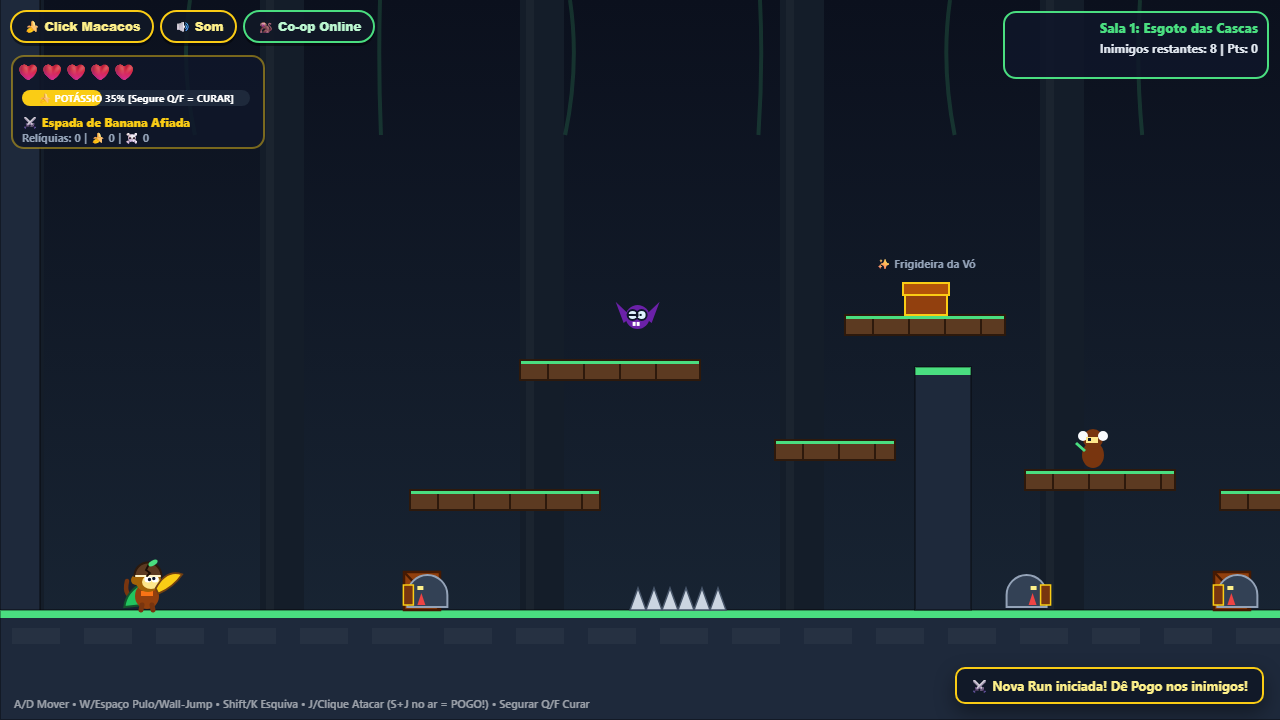 🍌 Click Macacos
🔊 Som
🐒 Co-op Online
Sala 1: Esgoto das Cascas
Inimigos restantes: 8 | Pts: 0
POTÁSSIO 35% [Segure Q/F = CURAR]
⚔️ Espada de Banana Afiada
Relíquias: 0 | 🍌 0 | ☠️ 0
✨ Frigideira da Vó
⚔️ Nova Run iniciada! Dê Pogo nos inimigos!
A/D Mover • W/Espaço Pulo/Wall-Jump • Shift/K Esquiva • J/Clique Atacar (S+J no ar = POGO!) • Segurar Q/F Curar